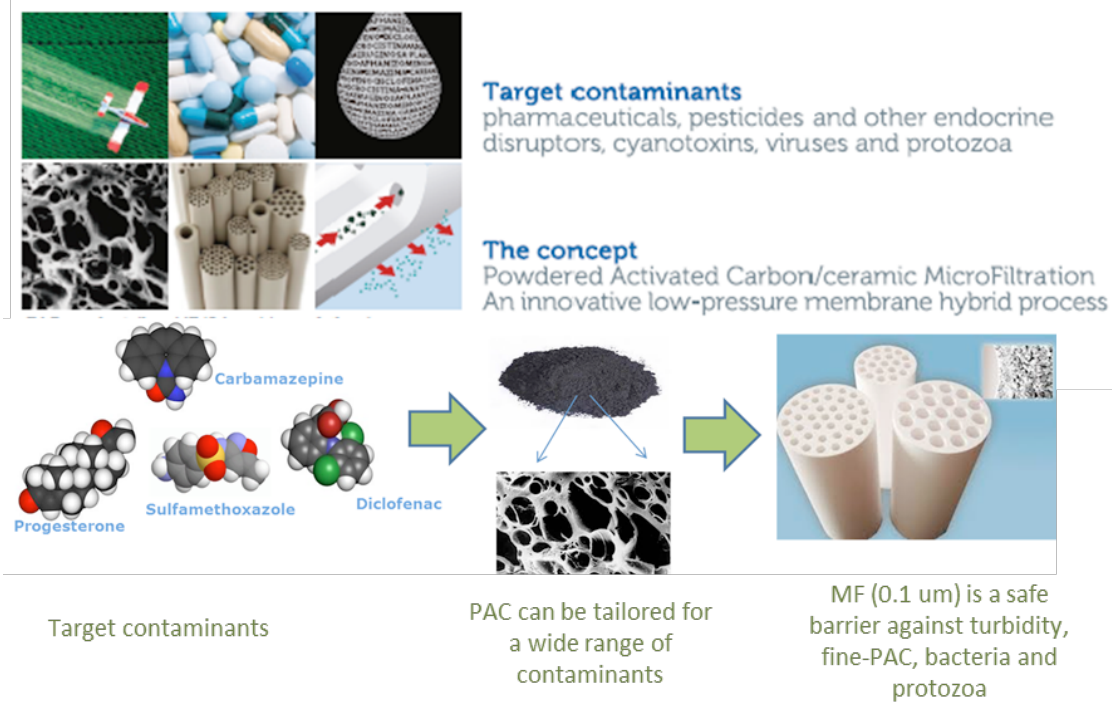 Target contaminants
pharmaceuticals, pesticides and other endocrine
disruptors, cyanotoxins, viruses and protozoa
The concept
Powdered Activated Carbon/ceramic MicroFiltration
An innovative low-pressure membrane hybrid process
Carbamazepine
Progesterone
Sulfamethoxazole
Diclofenac
Target contaminants
PAC can be tailored for
a wide range of
contaminants
MF (0.1 um) is a safe
barrier against turbidity,
fine-PAC, bacteria and
protozoa